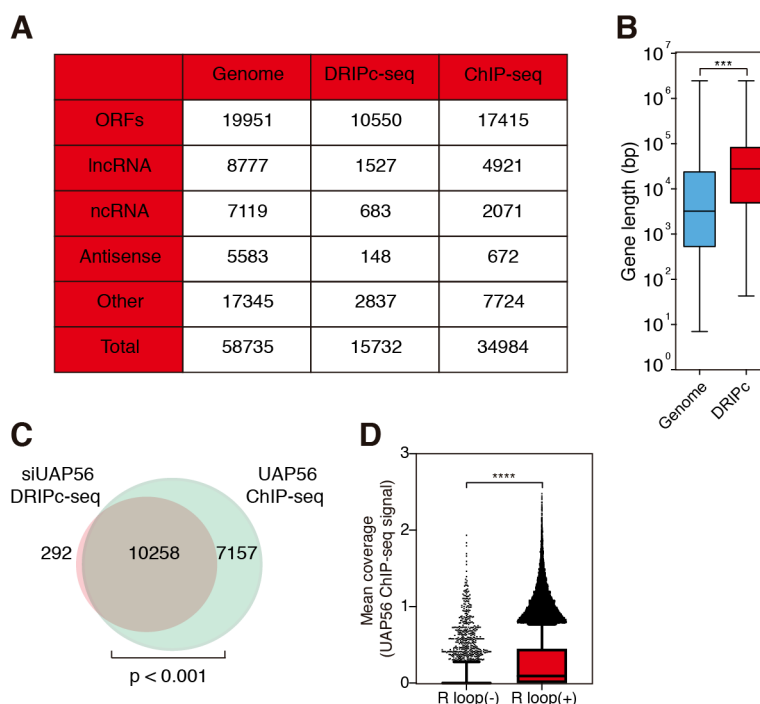 A
Genome DRIPc-seq ChIP-seq
ORFs 19951 10550 17415
lncRNA 8777 1527 4921
ncRNA 7119 683 2071
Antisense 5583 148 672
Other 17345 2837 7724
Total 58735 15732 34984
B
Gene length (bp)
10^7
10^6
10^5
10^4
10^3
10^2
10^1
10^0
***
Genome
DRIPc
C
siUAP56
DRIPc-seq
UAP56
ChIP-seq
292 10258 7157
p < 0.001
D
Mean coverage
(UAP56 ChIP-seq signal)
3
2
1
0
****
R loop(-) R loop(+)